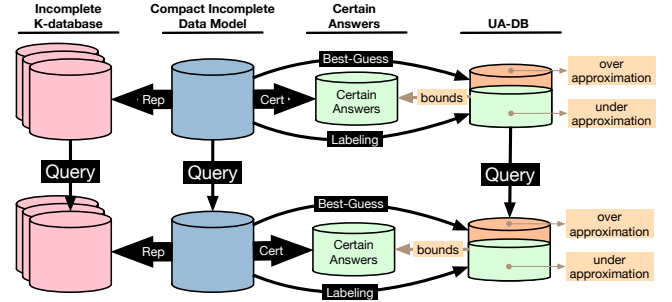 Incomplete
K-database
Compact Incomplete
Data Model
Certain
Answers
UA-DB
Best-Guess
over
approximation
Rep
Cert
Certain
Answers
bounds
under
approximation
Labeling
Query
Query
Query
Best-Guess
over
approximation
Rep
Cert
Certain
Answers
bounds
under
approximation
Labeling